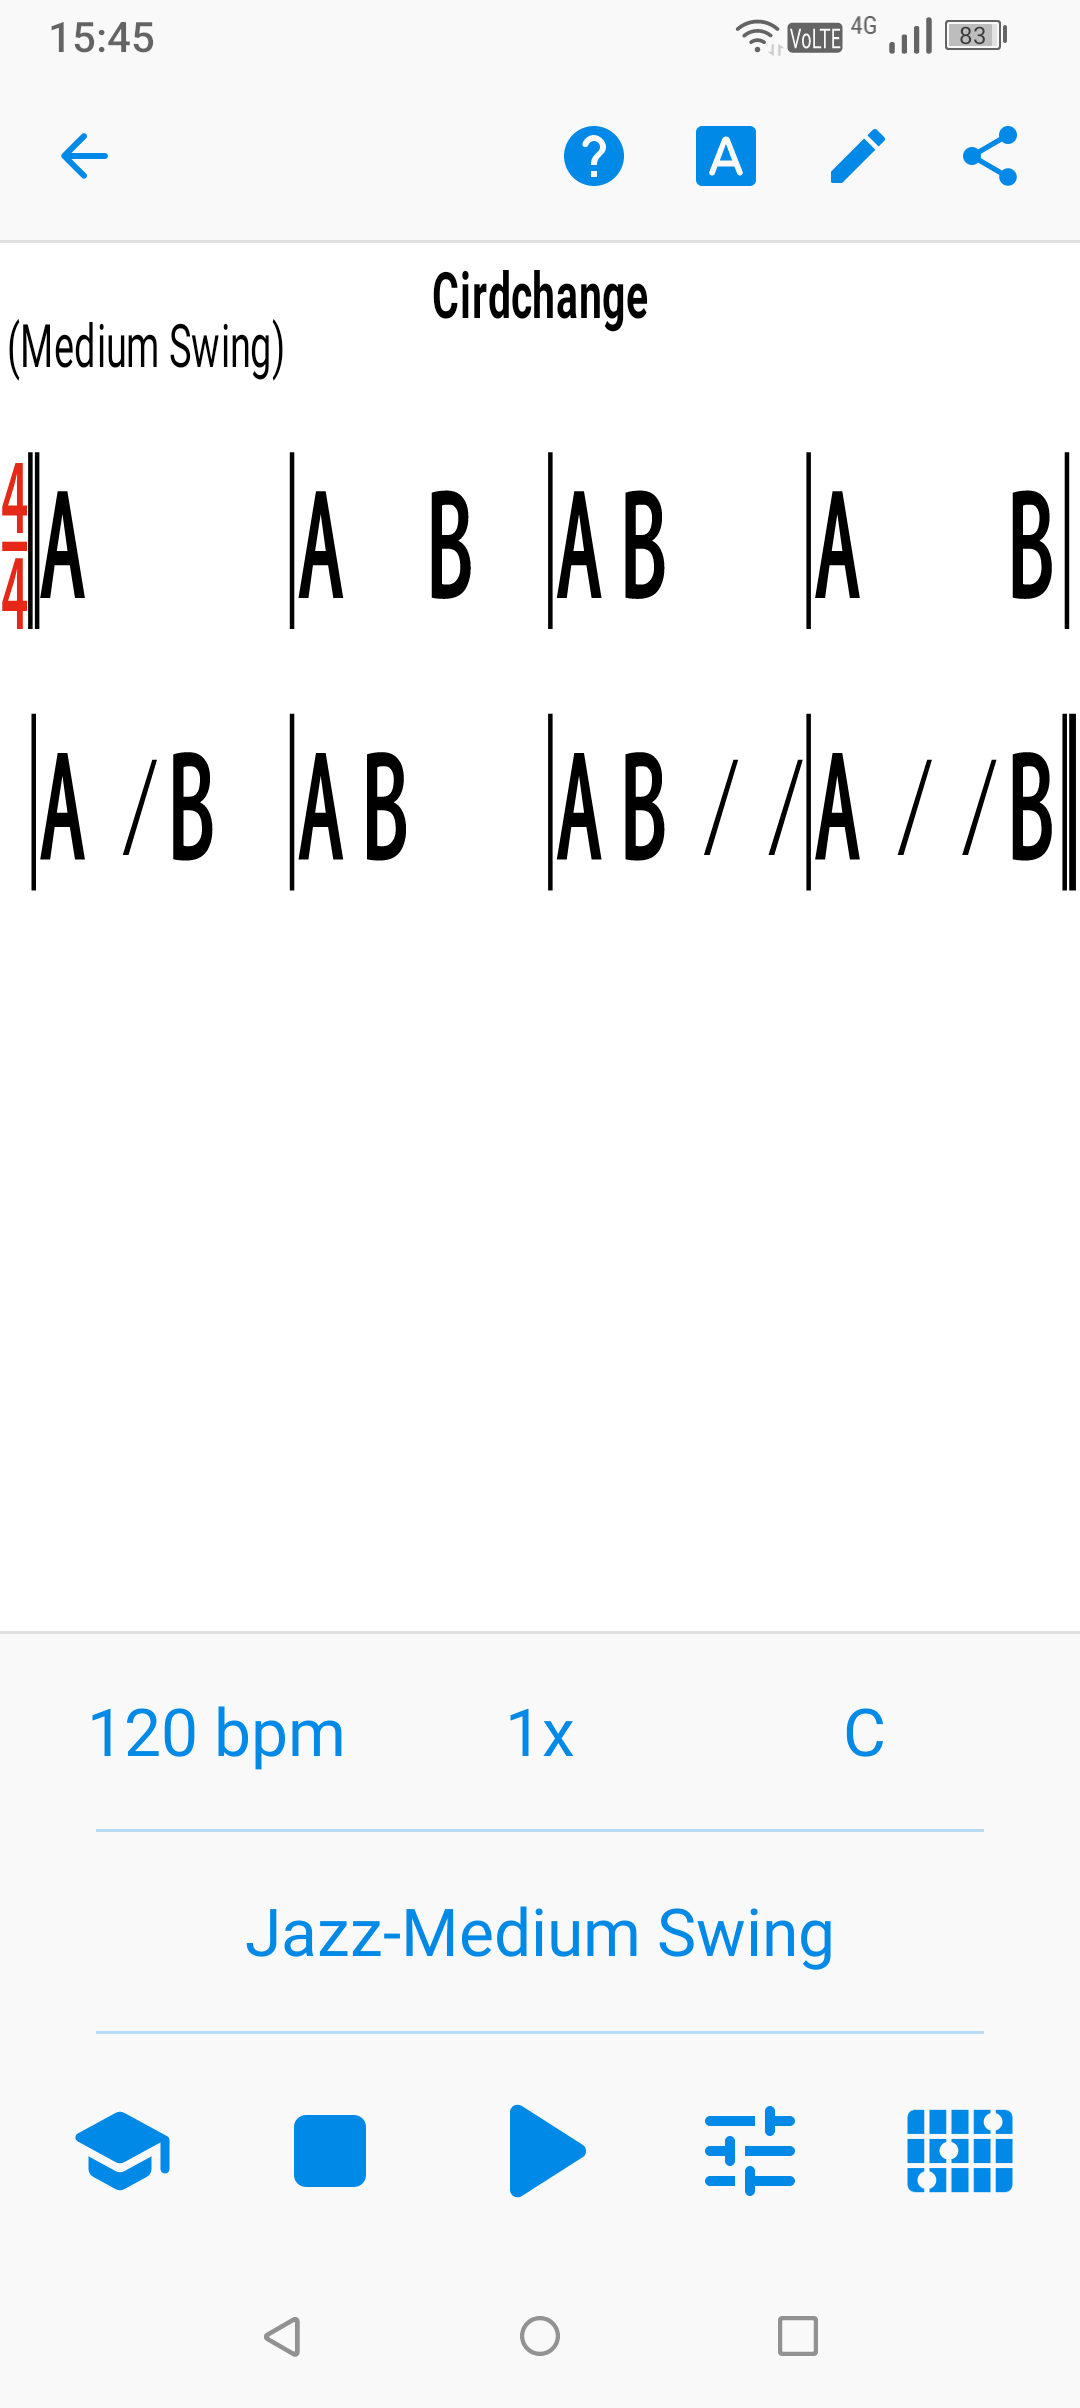 15:45 VoLTE 4G 83
A
Cirdchange
(Medium Swing)
4/4 A | A B | A B | A B |
| A / B | A B | A B / / | A / / B
120 bpm 1x C
Jazz-Medium Swing